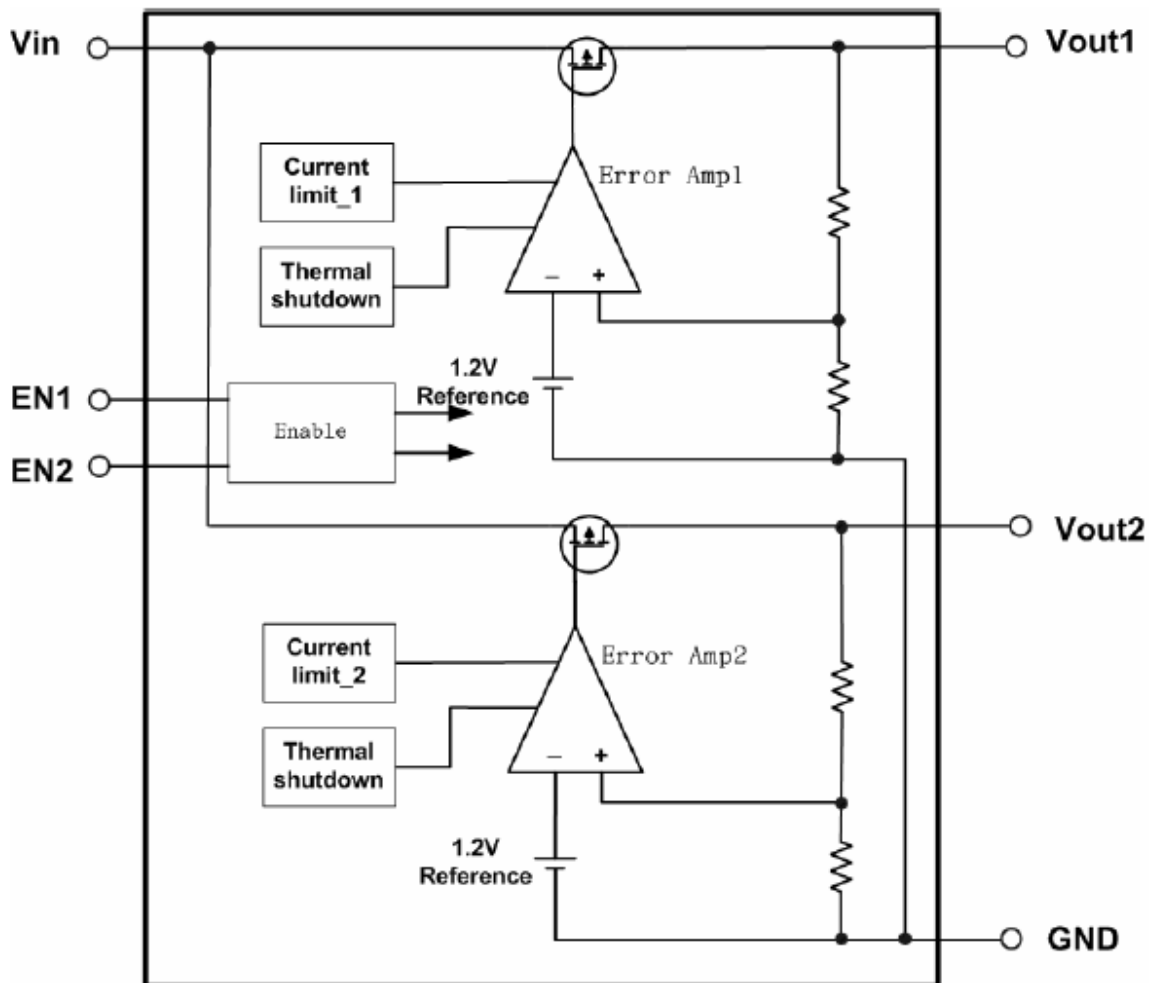 Vin
Vout1
Current
limit_1
Error Amp1
Thermal
shutdown
- +
1.2V
Reference
EN1
Enable
EN2
Vout2
Current
limit_2
Error Amp2
Thermal
shutdown
- +
1.2V
Reference
GND